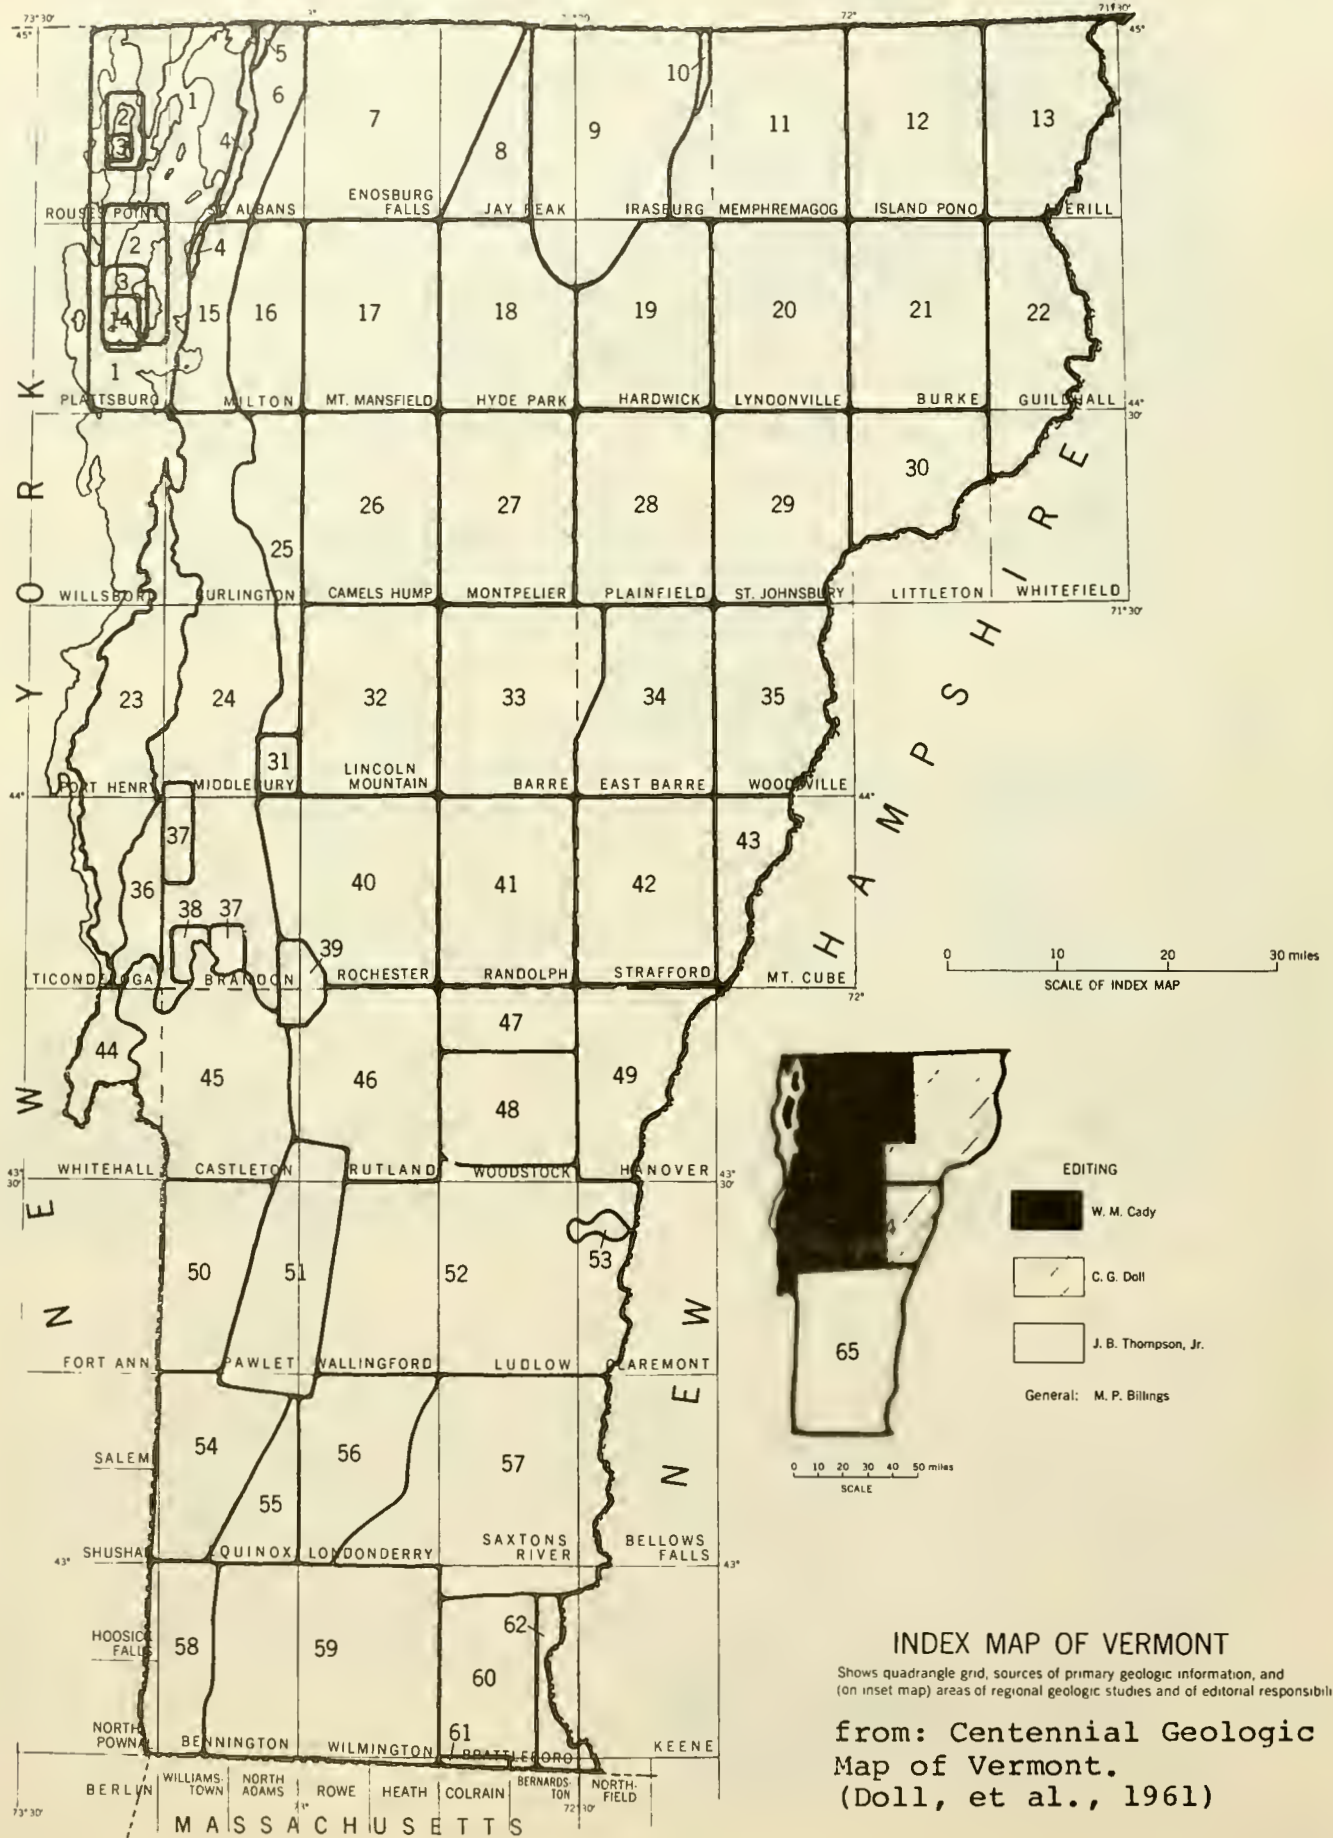 73°30'
3°
°30'
72°
71°30'
45°
45°
5
10
1
6
2
7
11
12
13
9
3
4
8
ENOSBURG
FALLS
ROUSES POINT
ST. ALBANS
JAY PEAK
IRASBURG
MEMPHREMAGOG
ISLAND POND
AVERILL
2
4
3
14
15
16
17
18
19
20
21
22
1
PLATTSBURG
MILTON
MT. MANSFIELD
HYDE PARK
HARDWICK
LYNDONVILLE
BURKE
GUILDHALL
44°
30'
30
26
27
28
29
25
WILLSBORO
BURLINGTON
CAMELS HUMP
MONTPELIER
PLAINFIELD
ST. JOHNSBURY
LITTLETON
WHITEFIELD
71°30'
23
24
32
33
34
35
31
PORT HENRY
MIDDLEBURY
LINCOLN
MOUNTAIN
BARRE
EAST BARRE
WOODSVILLE
44°
44°
37
43
36
40
41
42
38
37
39
TICONDEROGA
BRANDON
ROCHESTER
RANDOLPH
STRAFFORD
MT. CUBE
72°
0 10 20 30 miles
SCALE OF INDEX MAP
47
44
45
46
49
48
WHITEHALL
CASTLETON
RUTLAND
WOODSTOCK
HANOVER
43°
30'
43°
30'
53
50
51
52
FORT ANN
PAWLET
WALLINGFORD
LUDLOW
CLAREMONT
54
56
57
SALEM
55
SHUSHAN
EQUINOX
LONDONDERRY
SAXTONS
RIVER
BELLOWS
FALLS
43°
43°
62
HOOSICK
FALLS
58
59
60
61
NORTH
POWNAL
BENNINGTON
WILMINGTON
BRATTLEBORO
KEENE
BERLIN
WILLIAMS-
TOWN
NORTH
ADAMS
ROWE
HEATH
COLRAIN
BERNARDS-
TON
NORTH-
FIELD
73°30'
3°
72°30'
MASSACHUSETTS
NEW YORK
NEW HAMPSHIRE
EDITING
W. M. Cady
C. G. Doll
J. B. Thompson, Jr.
General: M. P. Billings
4
65
0 10 20 30 40 50 miles
SCALE
INDEX MAP OF VERMONT
Shows quadrangle grid, sources of primary geologic information, and
(on inset map) areas of regional geologic studies and of editorial responsibili
from: Centennial Geologic
Map of Vermont.
(Doll, et al., 1961)